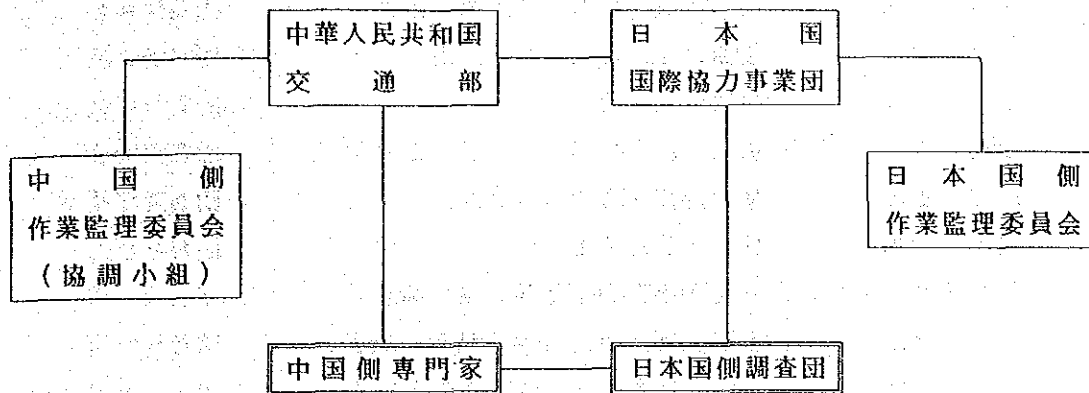 中華人民共和国
交通部
日本国
国際協力事業団
中国側
作業監理委員会
（協調小組）
日本国側
作業監理委員会
中国側専門家
日本国側調査団